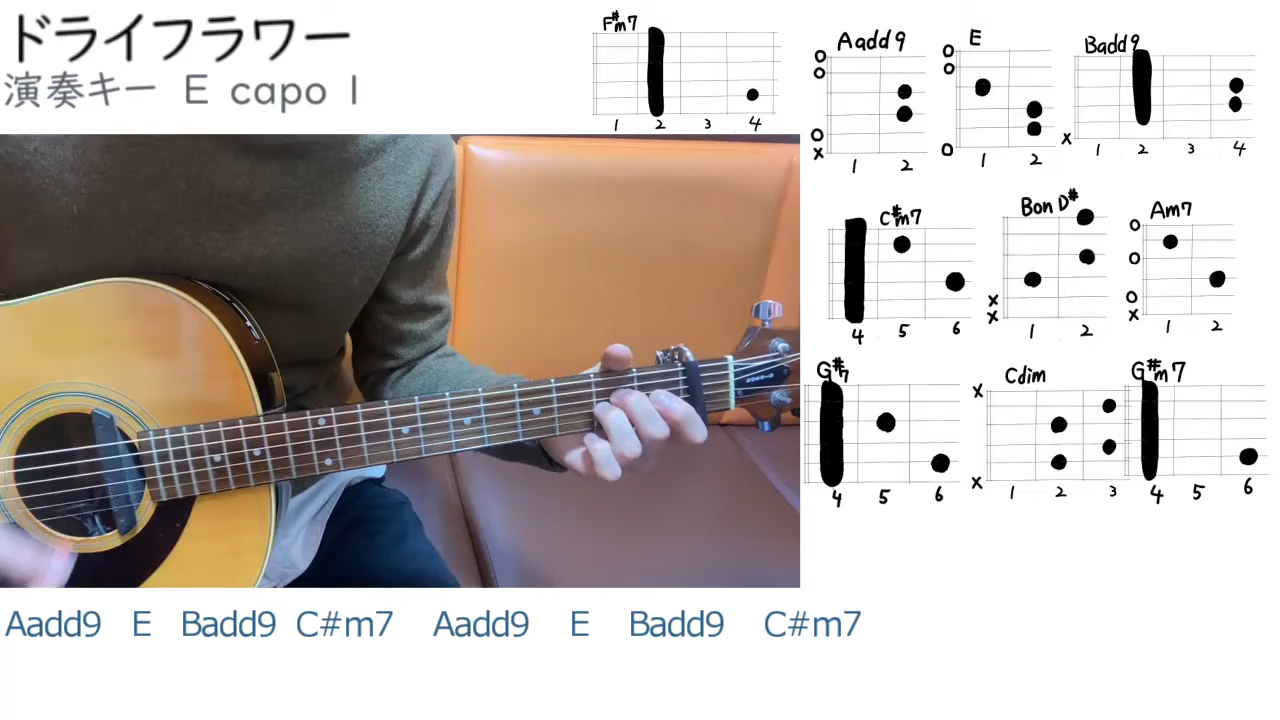 ドライフラワー
演奏キー E capo 1
F#m7
1 2 3 4
Aadd9
1 2
E
1 2
Badd9
1 2 3 4
C#m7
4 5 6
BonD#
1 2
Am7
1 2
G#7
4 5 6
Cdim
1 2 3
G#m7
4 5 6
Aadd9 E Badd9 C#m7 Aadd9 E Badd9 C#m7